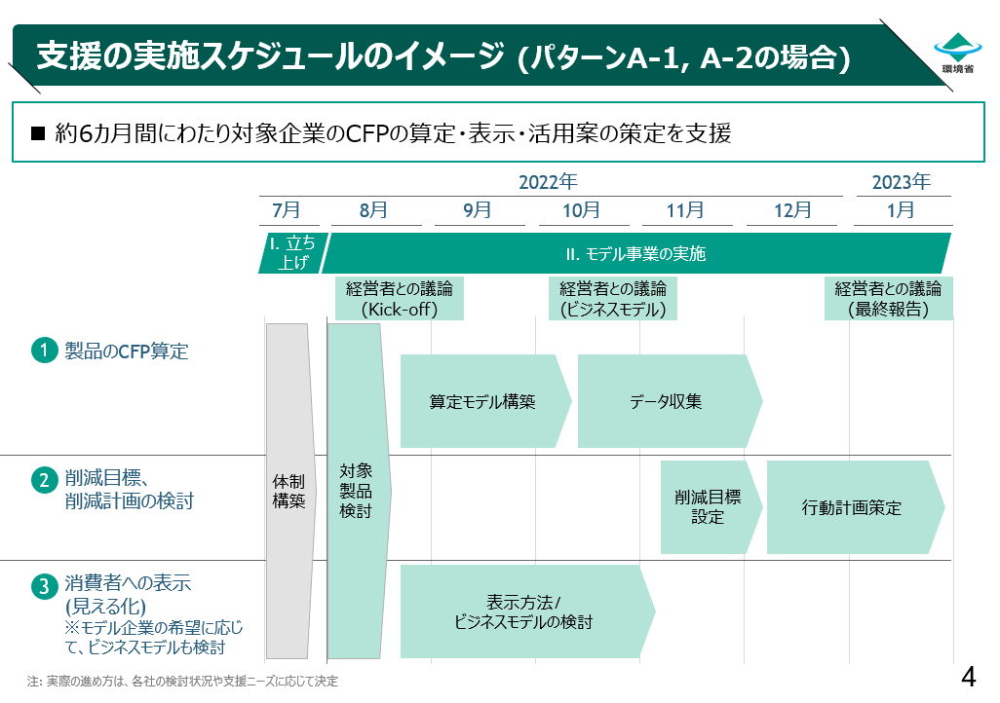 支援の実施スケジュールのイメージ (パターンA-1, A-2の場合)
環境省
■ 約6カ月間にわたり対象企業のCFPの算定・表示・活用案の策定を支援
2022年
2023年
7月
8月
9月
10月
11月
12月
1月
I. 立ち
上げ
II. モデル事業の実施
経営者との議論
(Kick-off)
経営者との議論
(ビジネスモデル)
経営者との議論
(最終報告)
1 製品のCFP算定
算定モデル構築
データ収集
体制
構築
対象
製品
検討
2 削減目標、
削減計画の検討
削減目標
設定
行動計画策定
3 消費者への表示
(見える化)
※モデル企業の希望に応じ
て、ビジネスモデルも検討
表示方法/
ビジネスモデルの検討
注: 実際の進め方は、各社の検討状況や支援ニーズに応じて決定
4